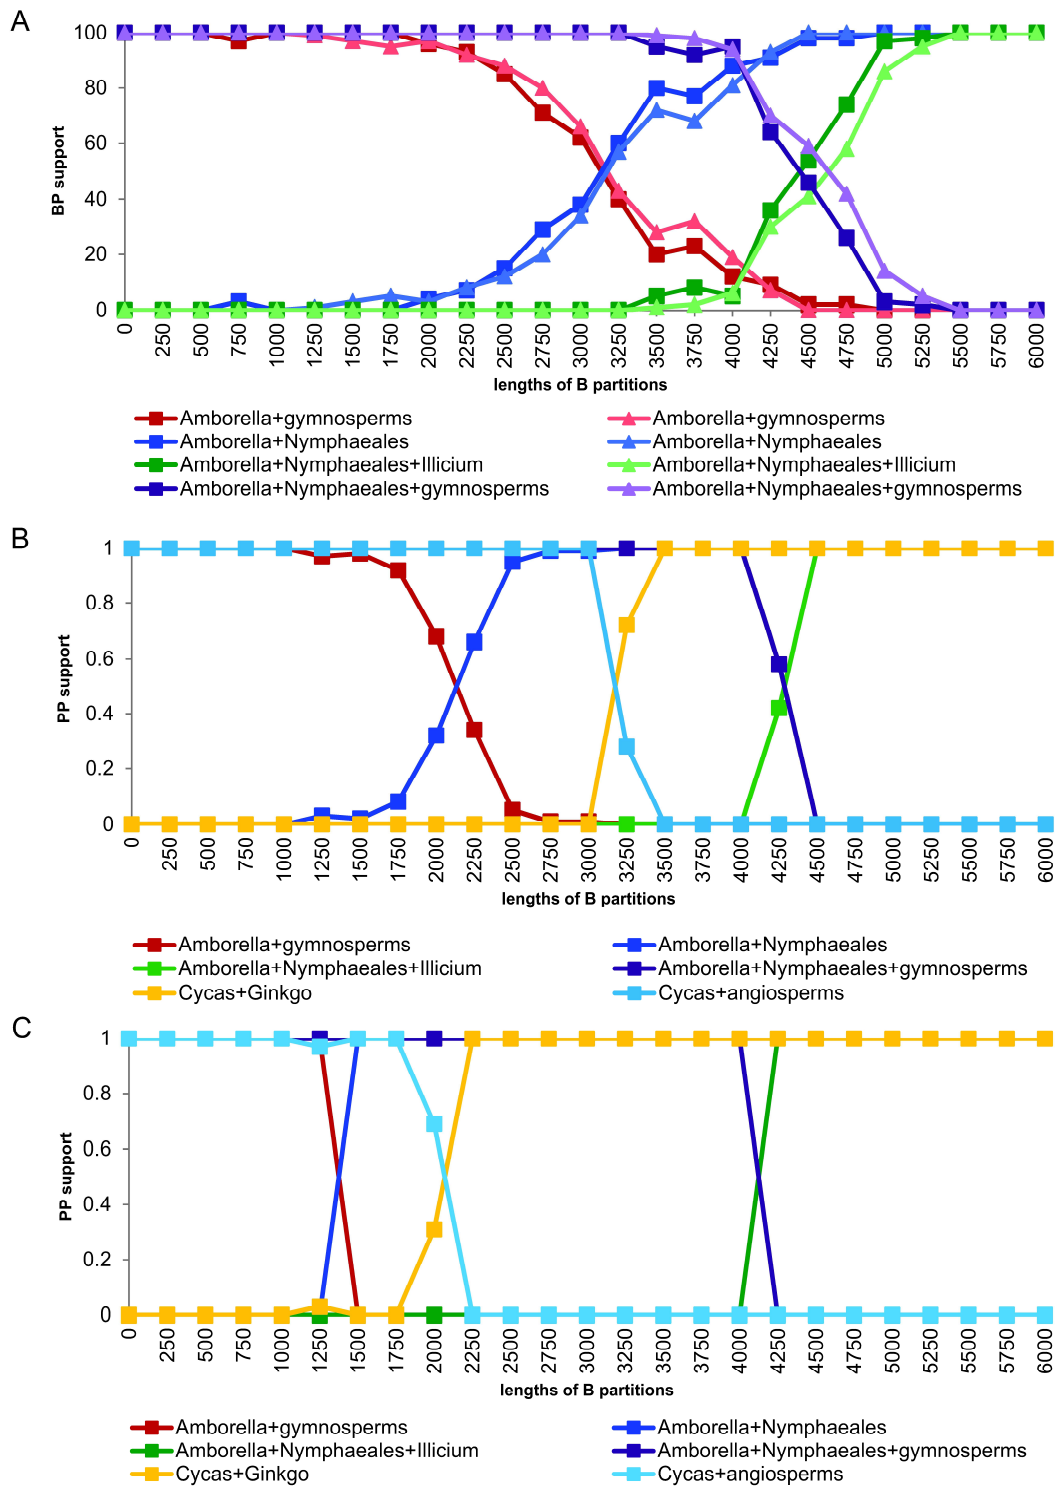 A
100
80
60
40
20
0
BP support
0 250 500 750 1000 1250 1500 1750 2000 2250 2500 2750 3000 3250 3500 3750 4000 4250 4500 4750 5000 5250 5500 5750 6000
lengths of B partitions
Amborella+gymnosperms Amborella+gymnosperms
Amborella+Nymphaeales Amborella+Nymphaeales
Amborella+Nymphaeales+Illicium Amborella+Nymphaeales+Illicium
Amborella+Nymphaeales+gymnosperms Amborella+Nymphaeales+gymnosperms
B
1
0.8
0.6
0.4
0.2
0
PP support
0 250 500 750 1000 1250 1500 1750 2000 2250 2500 2750 3000 3250 3500 3750 4000 4250 4500 4750 5000 5250 5500 5750 6000
lengths of B partitions
Amborella+gymnosperms Amborella+Nymphaeales
Amborella+Nymphaeales+Illicium Amborella+Nymphaeales+gymnosperms
Cycas+Ginkgo Cycas+angiosperms
C
1
0.8
0.6
0.4
0.2
0
PP support
0 250 500 750 1000 1250 1500 1750 2000 2250 2500 2750 3000 3250 3500 3750 4000 4250 4500 4750 5000 5250 5500 5750 6000
lengths of B partitions
Amborella+gymnosperms Amborella+Nymphaeales
Amborella+Nymphaeales+Illicium Amborella+Nymphaeales+gymnosperms
Cycas+Ginkgo Cycas+angiosperms